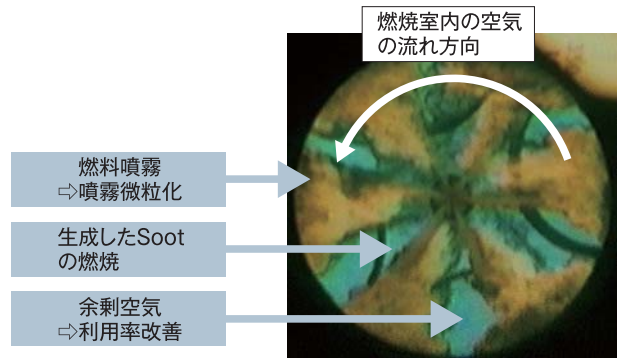 燃焼室内の空気
の流れ方向
燃料噴霧
⇨噴霧微粒化
生成したSoot
の燃焼
余剰空気
⇨利用率改善